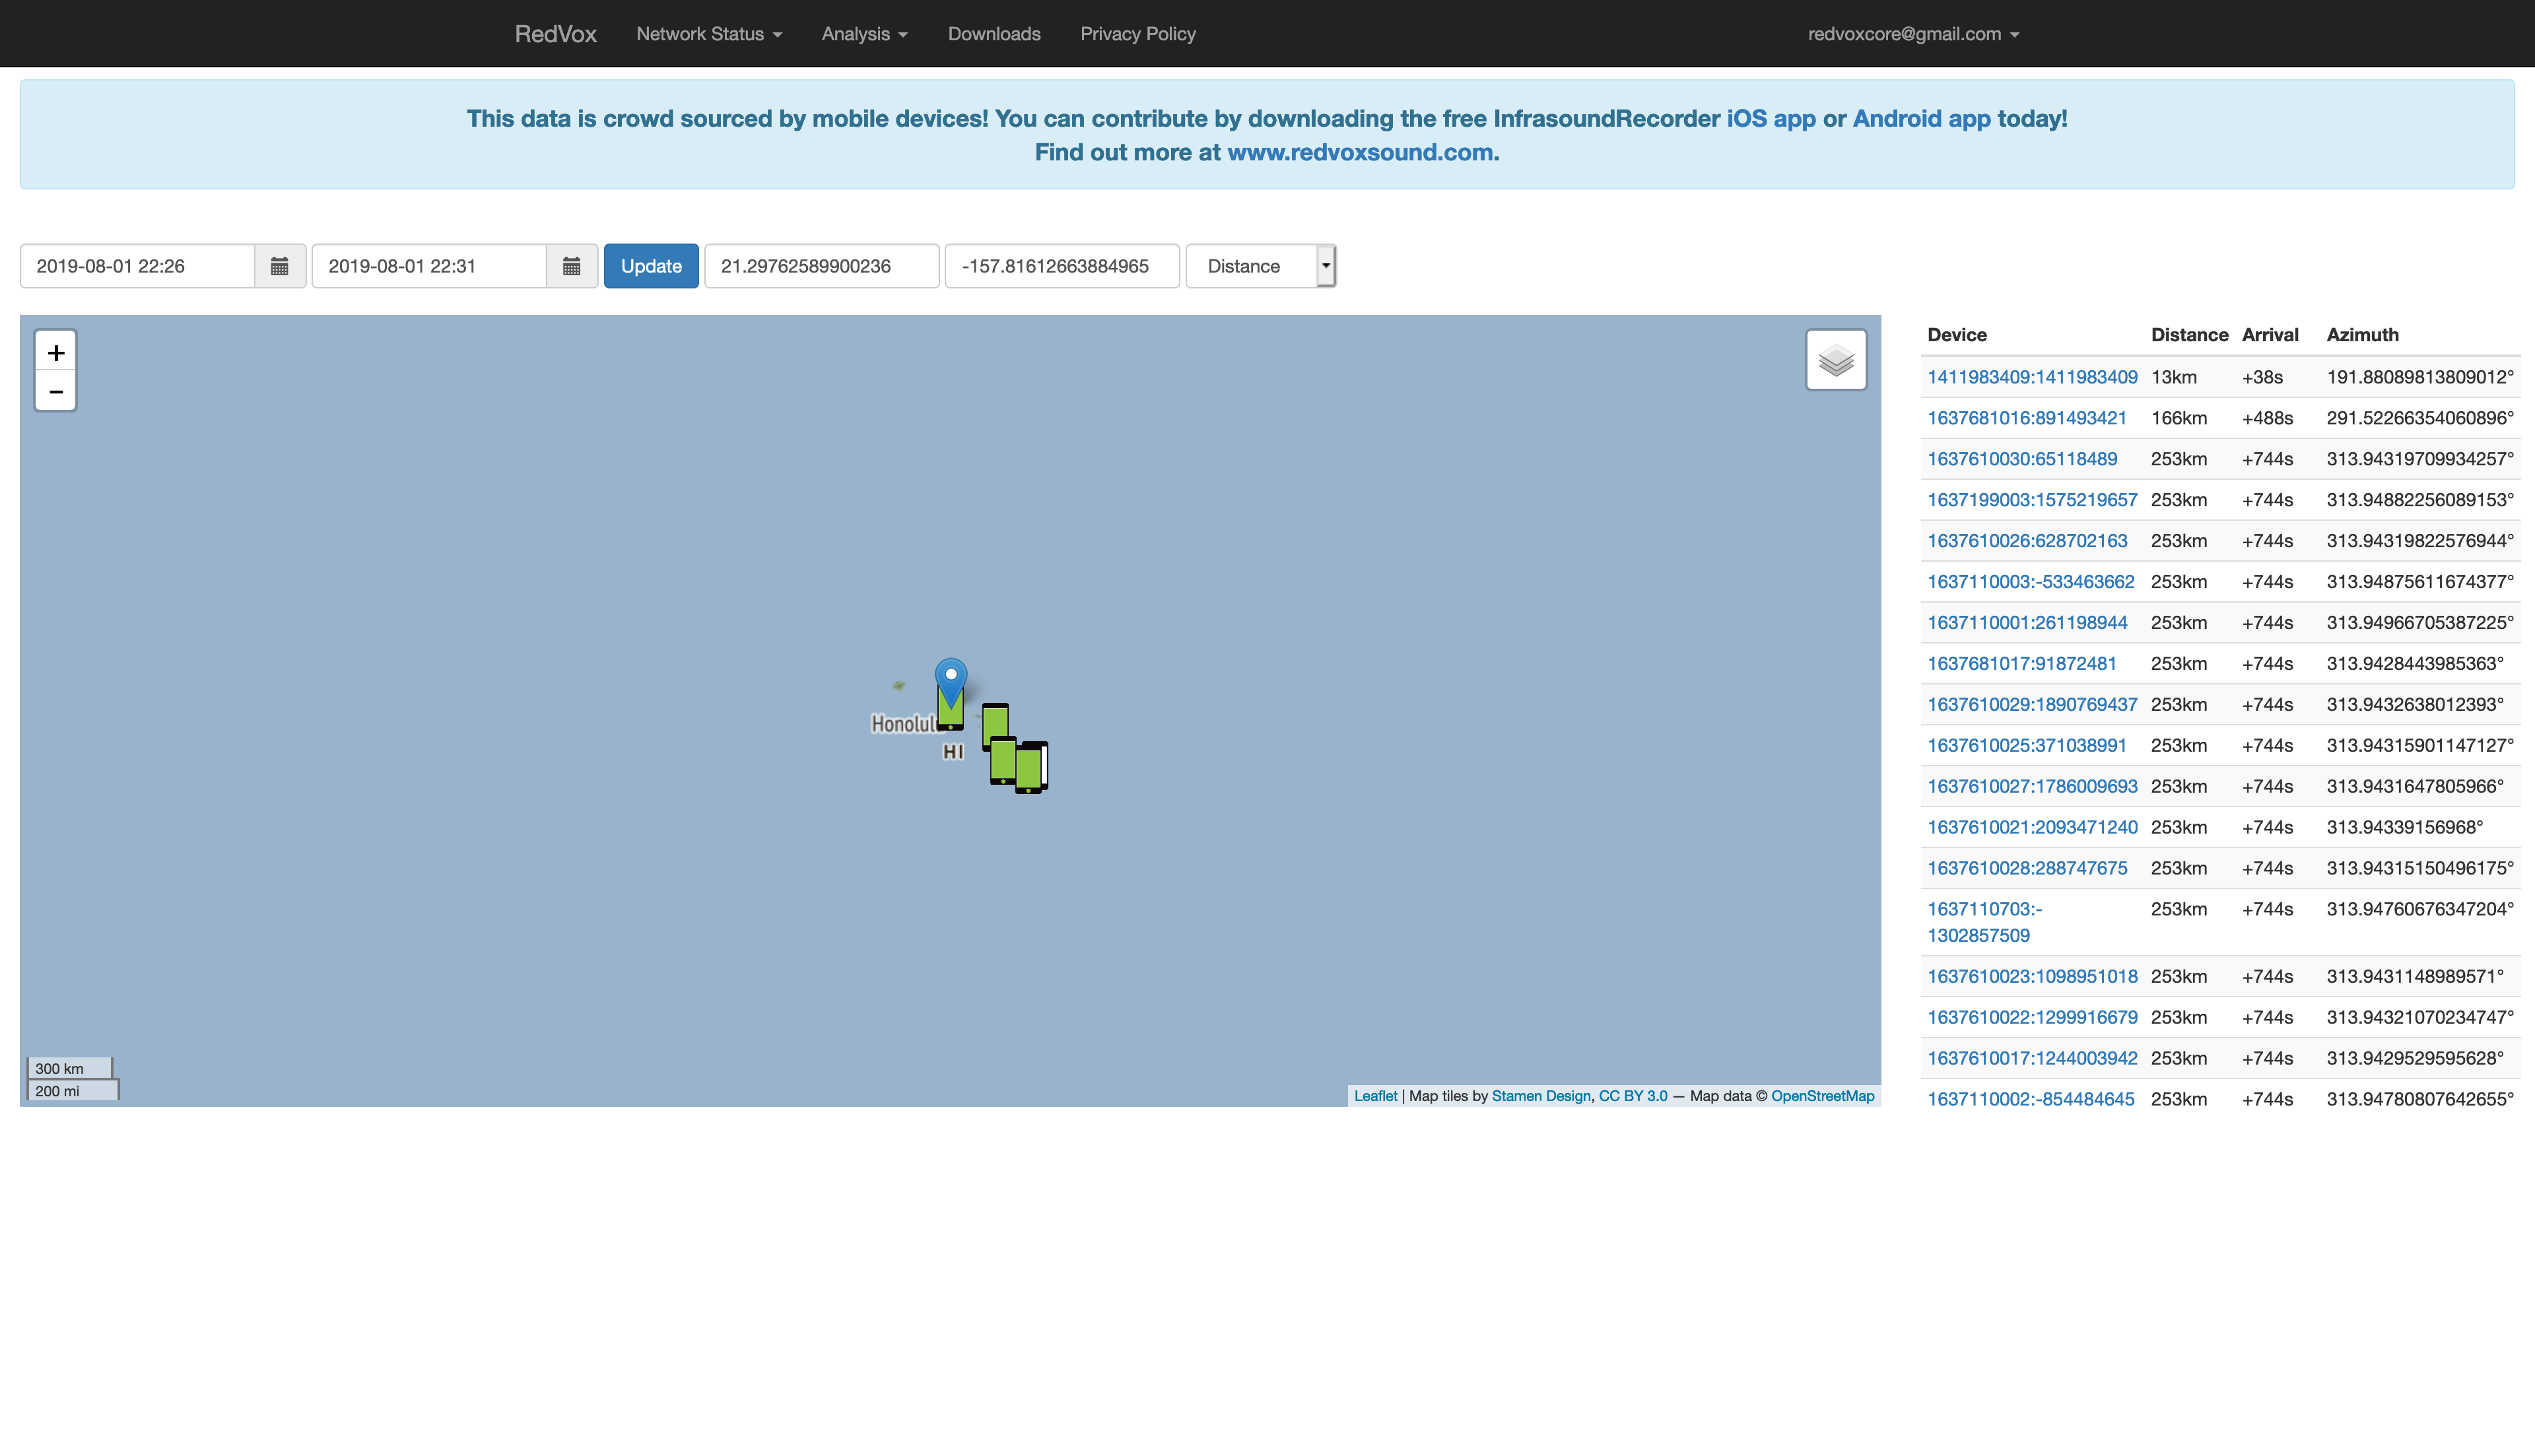 RedVox Network Status Analysis Downloads Privacy Policy redvoxcore@gmail.com
This data is crowd sourced by mobile devices! You can contribute by downloading the free InfrasoundRecorder iOS app or Android app today!
Find out more at www.redvoxsound.com.
2019-08-01 22:26 2019-08-01 22:31 Update 21.29762589900236 -157.81612663884965 Distance
+
−
Honolul
HI
300 km
200 mi
Leaflet | Map tiles by Stamen Design, CC BY 3.0 — Map data © OpenStreetMap
Device Distance Arrival Azimuth
1411983409:1411983409 13km +38s 191.88089813809012°
1637681016:891493421 166km +488s 291.52266354060896°
1637610030:65118489 253km +744s 313.94319709934257°
1637199003:1575219657 253km +744s 313.94882256089153°
1637610026:628702163 253km +744s 313.94319822576944°
1637110003:-533463662 253km +744s 313.94875611674377°
1637110001:261198944 253km +744s 313.94966705387225°
1637681017:91872481 253km +744s 313.9428443985363°
1637610029:1890769437 253km +744s 313.9432638012393°
1637610025:371038991 253km +744s 313.94315901147127°
1637610027:1786009693 253km +744s 313.9431647805966°
1637610021:2093471240 253km +744s 313.94339156968°
1637610028:288747675 253km +744s 313.94315150496175°
1637110703:- 253km +744s 313.94760676347204°
1302857509
1637610023:1098951018 253km +744s 313.9431148989571°
1637610022:1299916679 253km +744s 313.94321070234747°
1637610017:1244003942 253km +744s 313.9429529595628°
1637110002:-854484645 253km +744s 313.94780807642655°